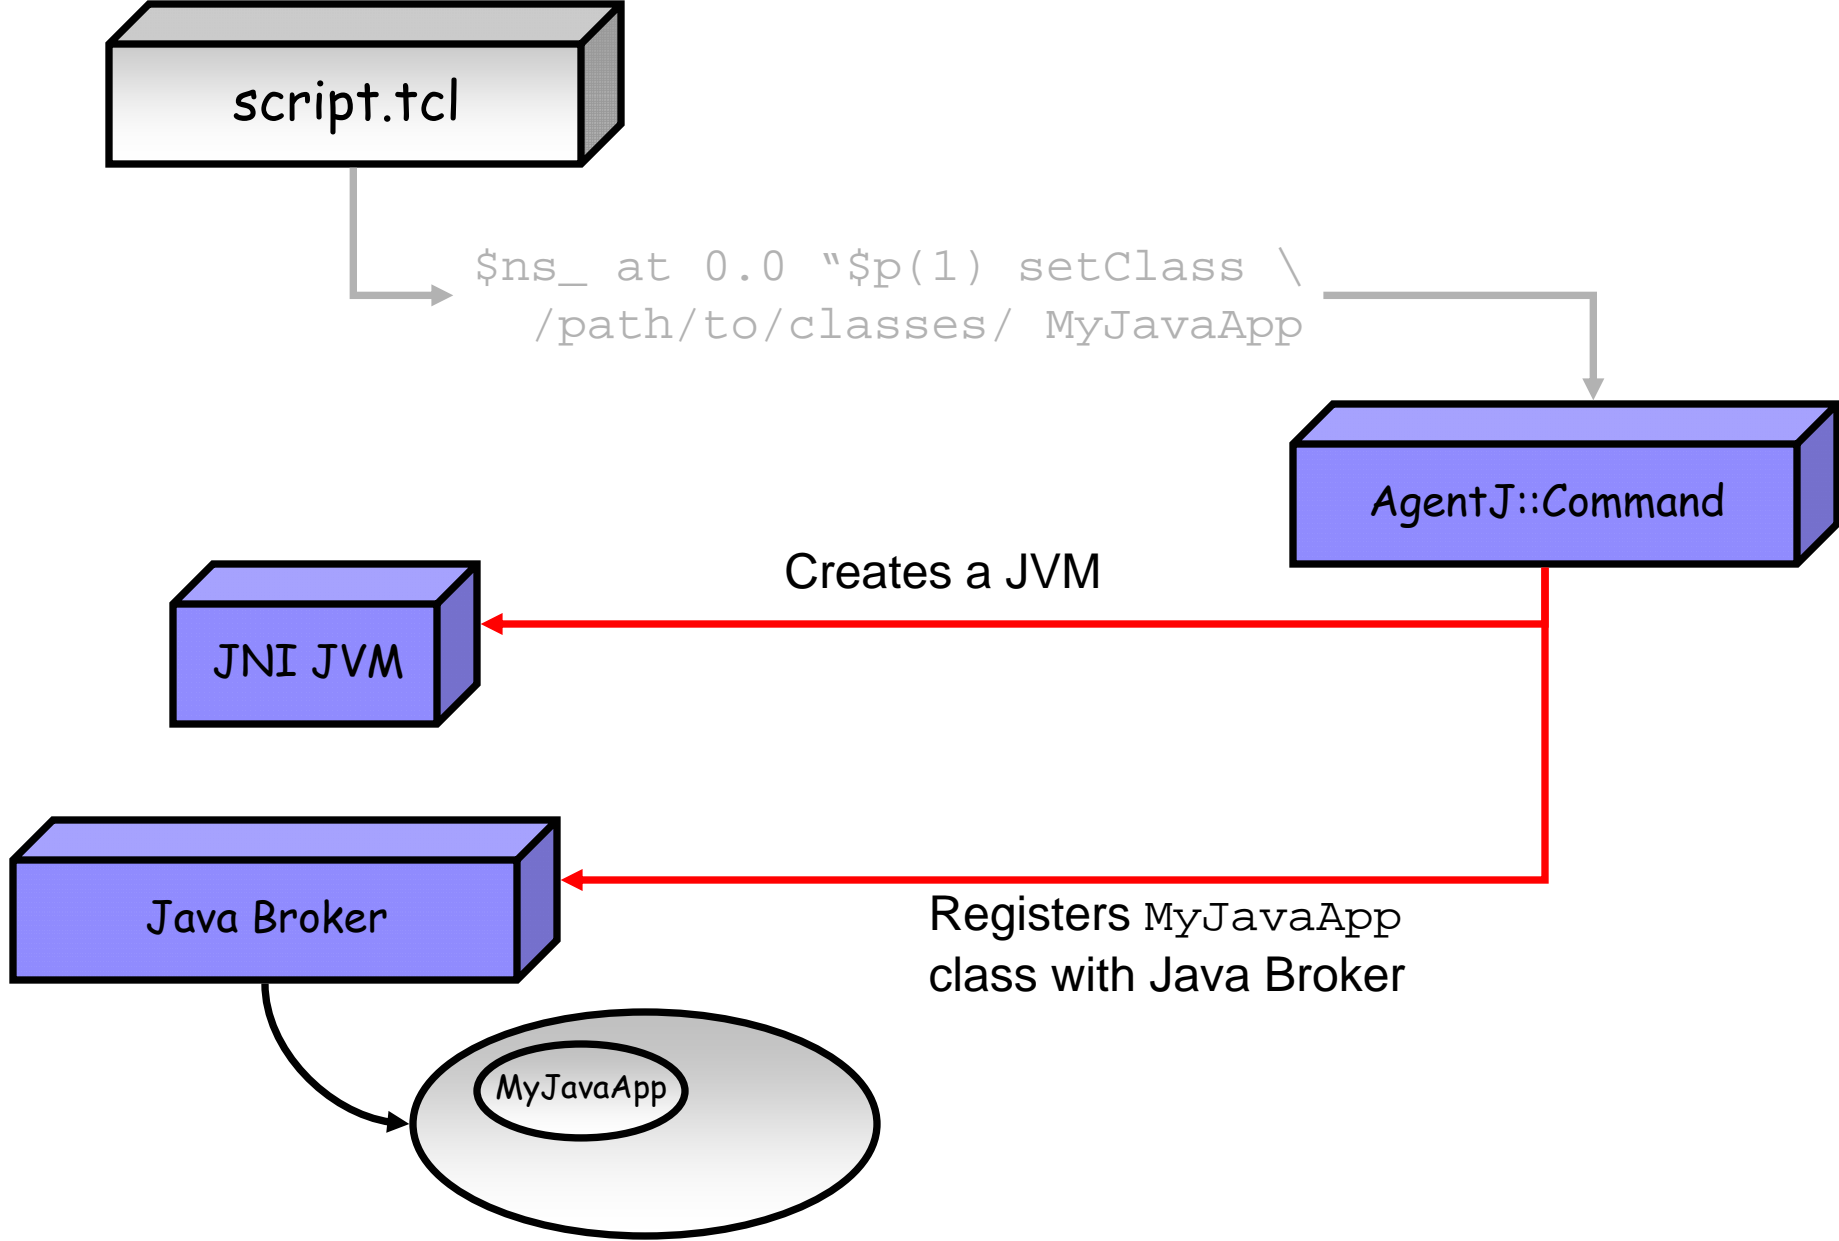 script.tcl
$ns_ at 0.0 “$p(1) setClass \
/path/to/classes/ MyJavaApp
AgentJ::Command
Creates a JVM
JNI JVM
Java Broker
Registers MyJavaApp
class with Java Broker
MyJavaApp